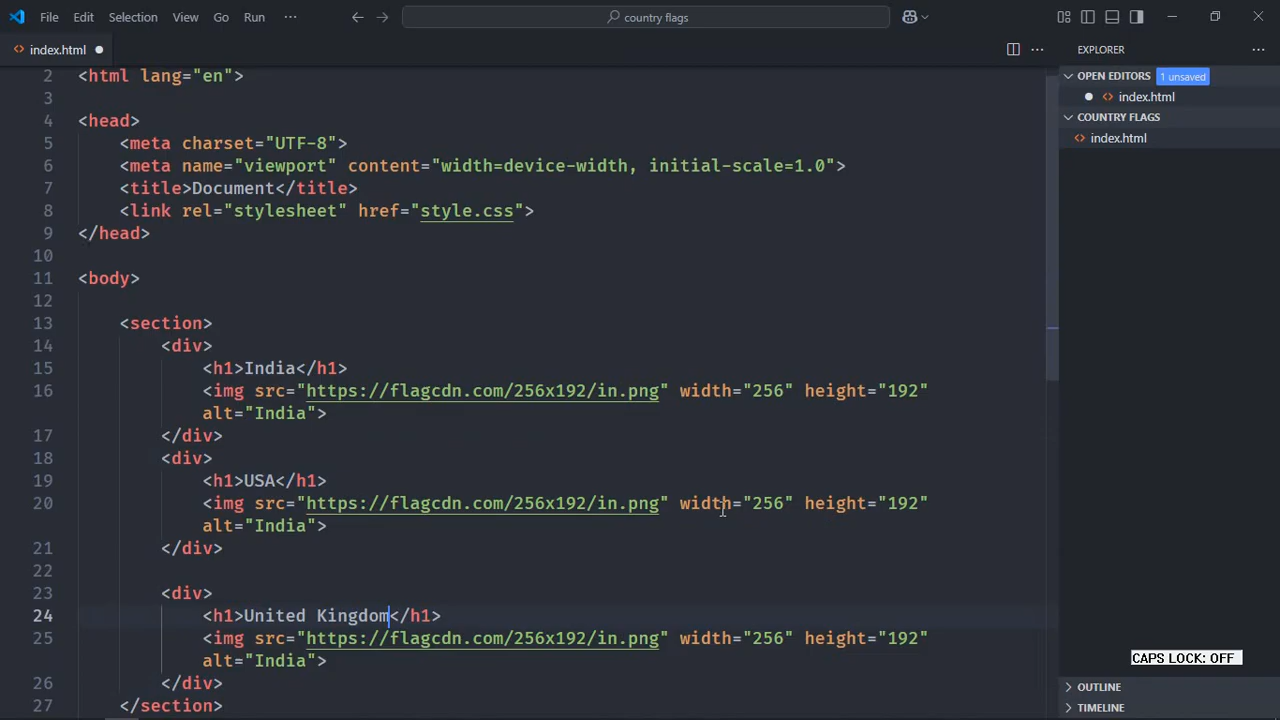 File Edit Selection View Go Run ··· country flags
index.html
EXPLORER
OPEN EDITORS 1 unsaved
index.html
COUNTRY FLAGS
index.html
2 <html lang="en">
3
4 <head>
5 <meta charset="UTF-8">
6 <meta name="viewport" content="width=device-width, initial-scale=1.0">
7 <title>Document</title>
8 <link rel="stylesheet" href="style.css">
9 </head>
10
11 <body>
12
13 <section>
14 <div>
15 <h1>India</h1>
16 <img src="https://flagcdn.com/256x192/in.png" width="256" height="192"
alt="India">
17 </div>
18 <div>
19 <h1>USA</h1>
20 <img src="https://flagcdn.com/256x192/in.png" width="256" height="192"
alt="India">
21 </div>
22
23 <div>
24 <h1>United Kingdom</h1>
25 <img src="https://flagcdn.com/256x192/in.png" width="256" height="192"
alt="India">
26 </div>
27 </section>
CAPS LOCK: OFF
OUTLINE
TIMELINE